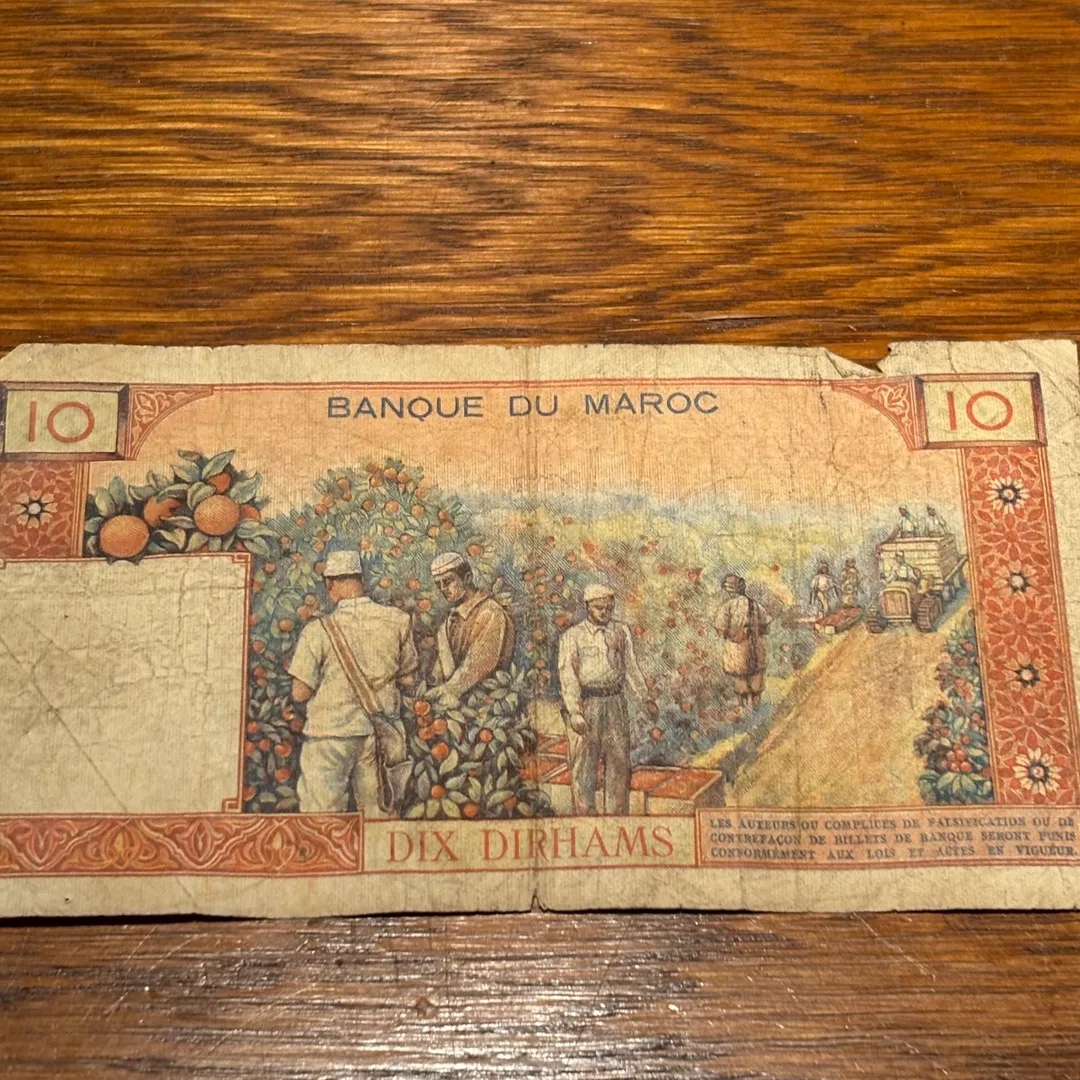 10
BANQUE DU MAROC
10
DIX DIRHAMS
LES AUTEURS OU COMPLICES DE FALSIFICATION OU DE
CONTREFAÇON DE BILLETS DE BANQUE SERONT PUNIS
CONFORMEMENT AUX LOIS ET ACTES EN VIGUEUR.